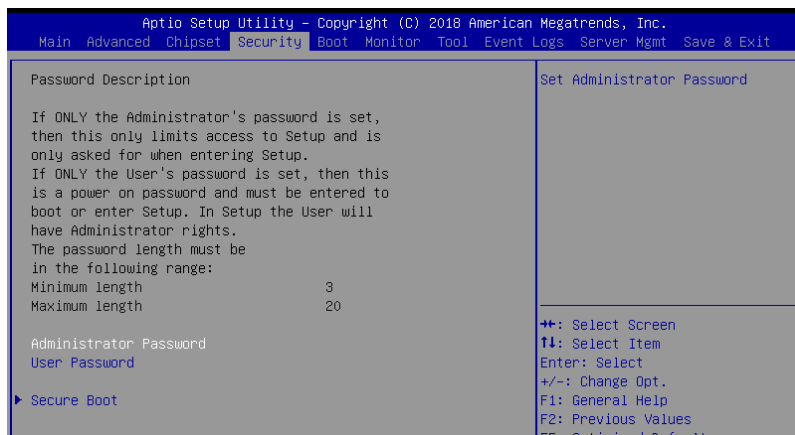 Aptio Setup Utility – Copyright (C) 2018 American Megatrends, Inc.
Main Advanced Chipset Security Boot Monitor Tool Event Logs Server Mgmt Save & Exit
Password Description
If ONLY the Administrator's password is set,
then this only limits access to Setup and is
only asked for when entering Setup.
If ONLY the User's password is set, then this
is a power on password and must be entered to
boot or enter Setup. In Setup the User will
have Administrator rights.
The password length must be
in the following range:
Minimum length 3
Maximum length 20
Administrator Password
User Password
Secure Boot
Set Administrator Password
→←: Select Screen
↑↓: Select Item
Enter: Select
+/-: Change Opt.
F1: General Help
F2: Previous Values